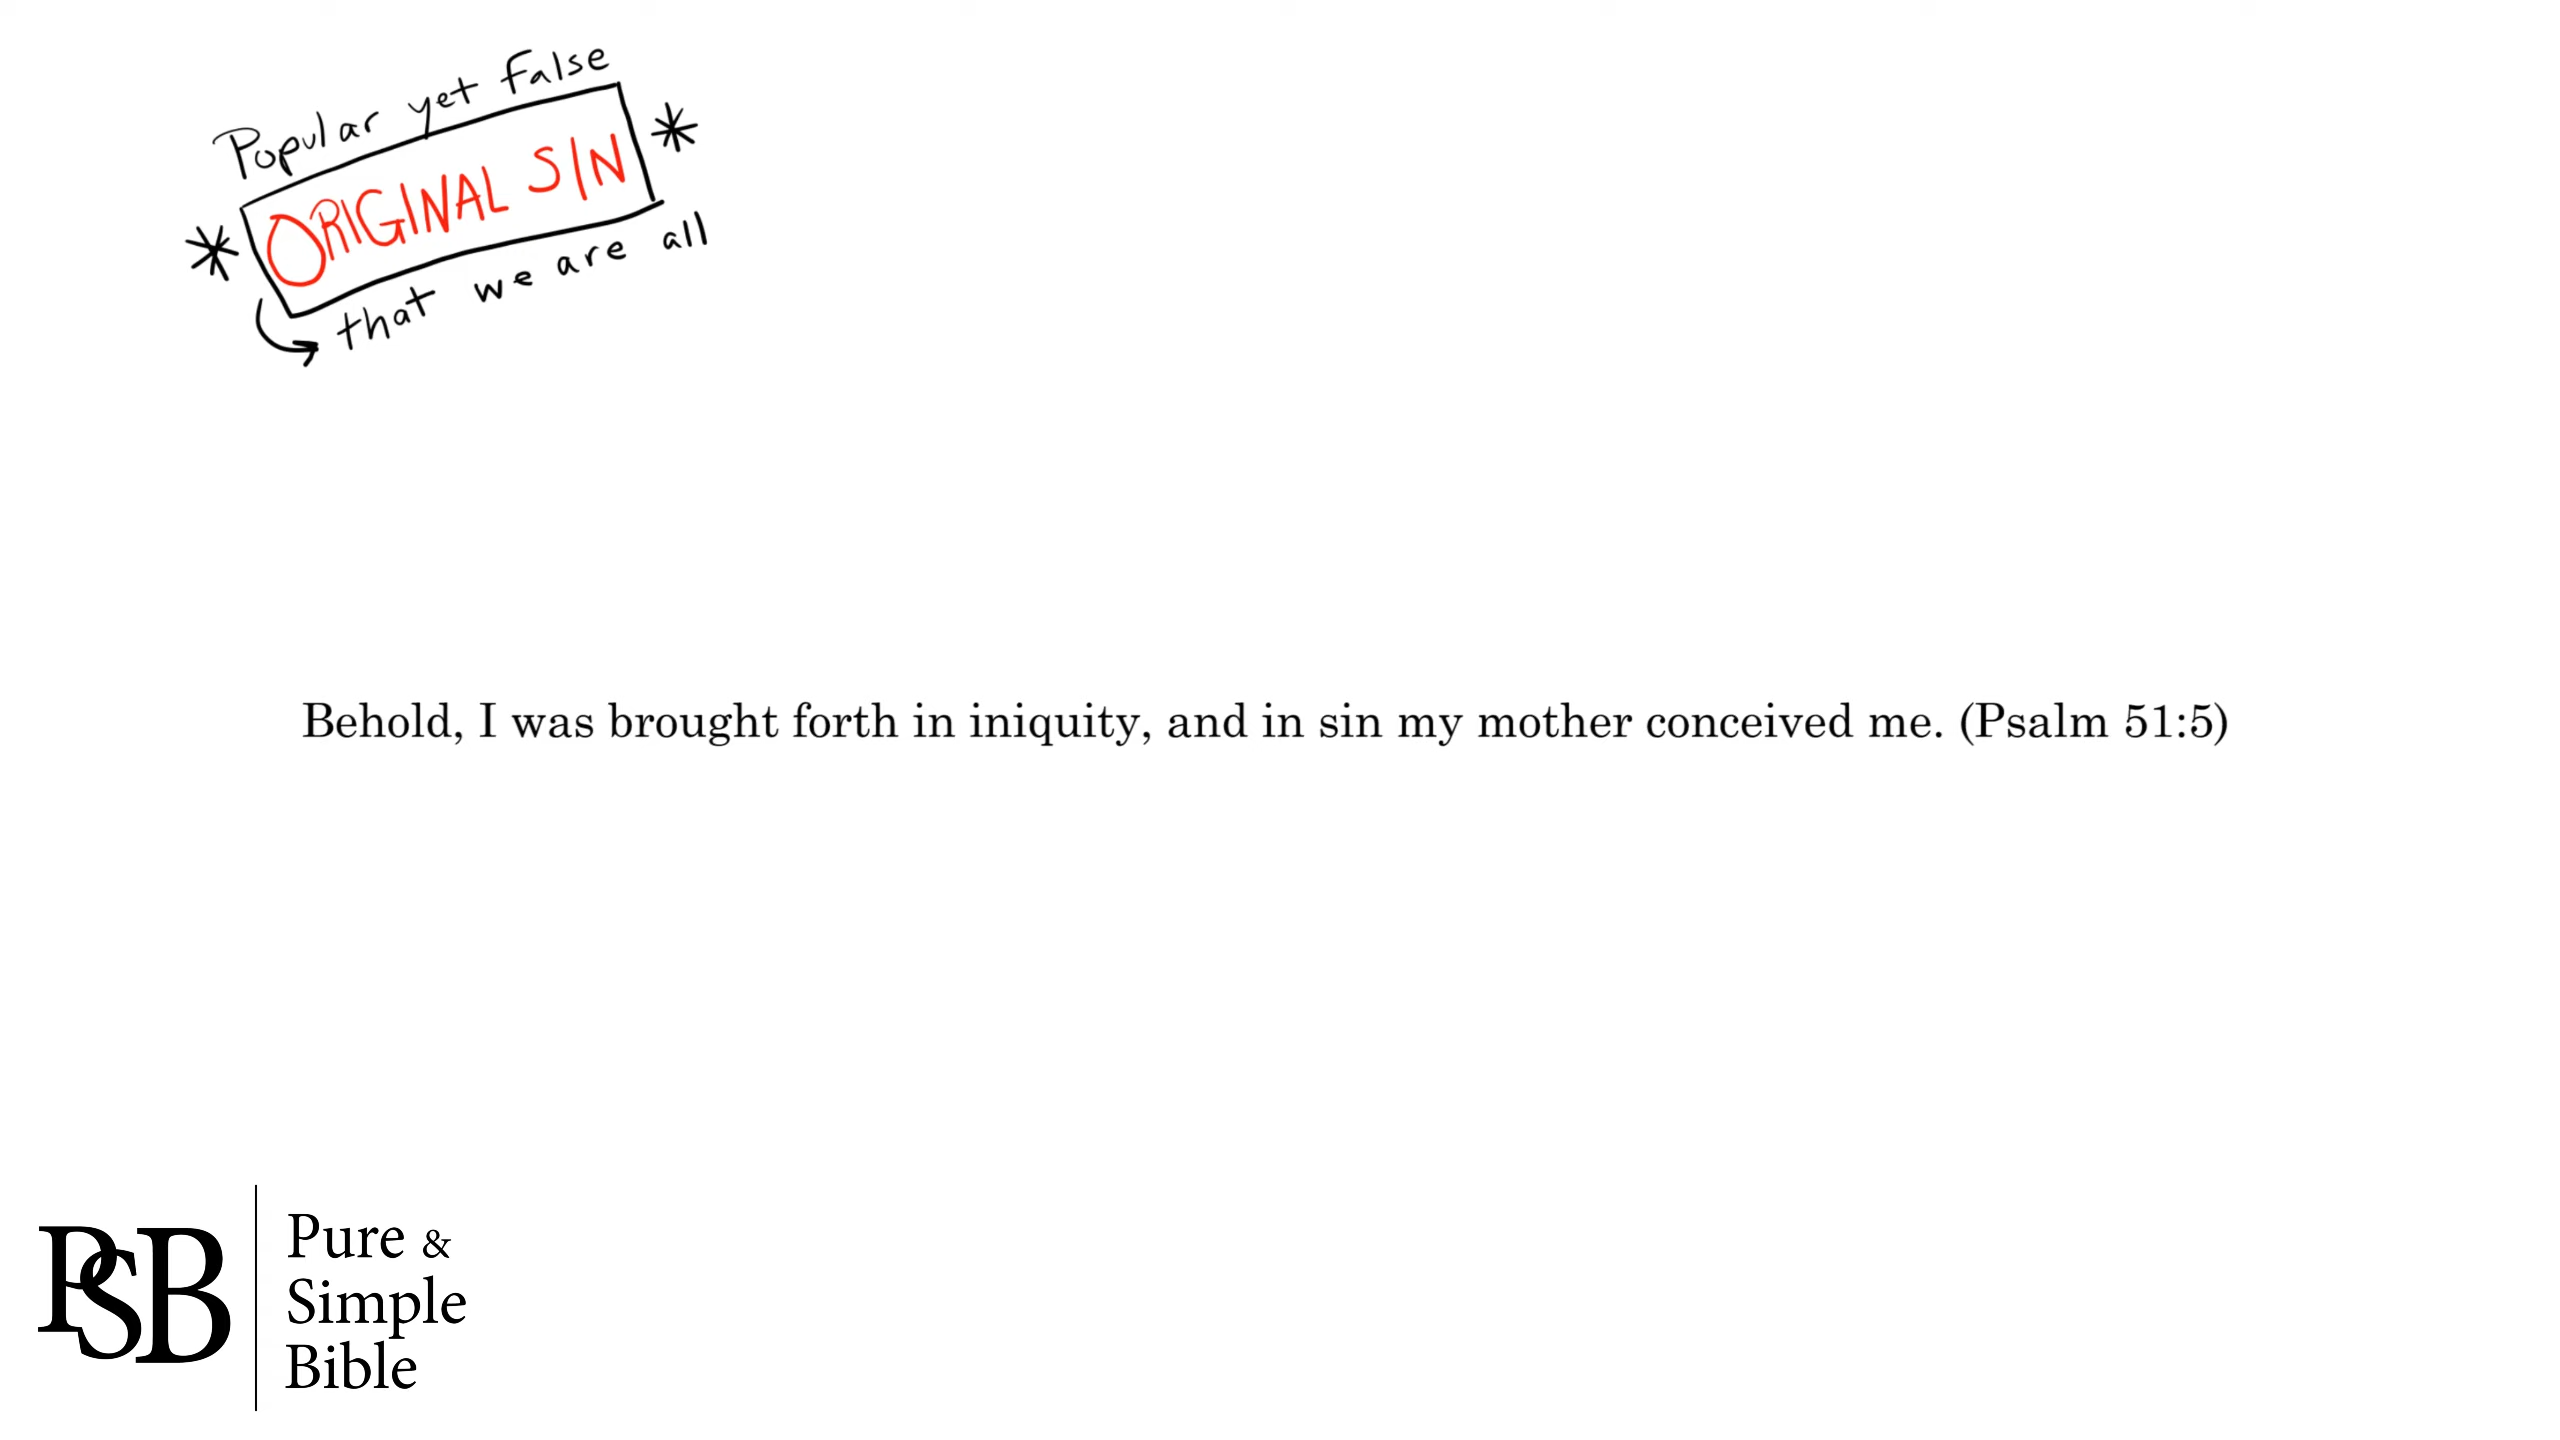 Popular yet false
* ORIGINAL SIN *
that we are all
Behold, I was brought forth in iniquity, and in sin my mother conceived me. (Psalm 51:5)
PSB
Pure &
Simple
Bible